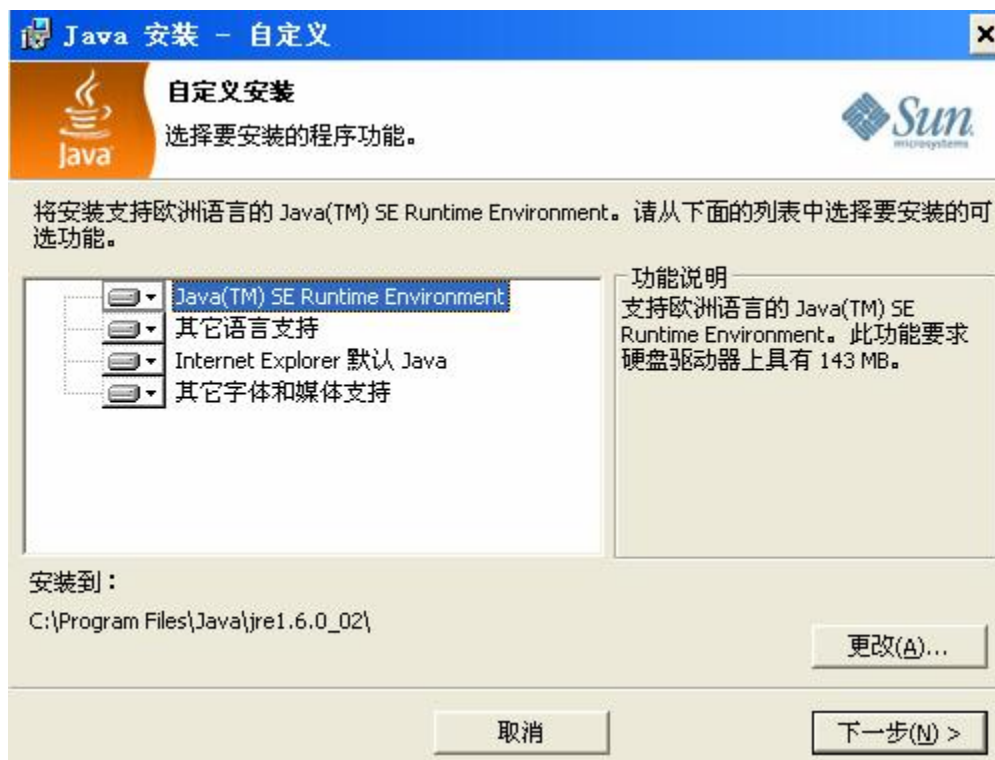 Java 安装 - 自定义
自定义安装
选择要安装的程序功能。
Java
Sun
microsystems
将安装支持欧洲语言的 Java(TM) SE Runtime Environment。请从下面的列表中选择要安装的可
选功能。
Java(TM) SE Runtime Environment
其它语言支持
Internet Explorer 默认 Java
其它字体和媒体支持
功能说明
支持欧洲语言的 Java(TM) SE
Runtime Environment。此功能要求
硬盘驱动器上具有 143 MB。
安装到：
C:\Program Files\Java\jre1.6.0_02\
更改(A)...
取消
下一步(N) >